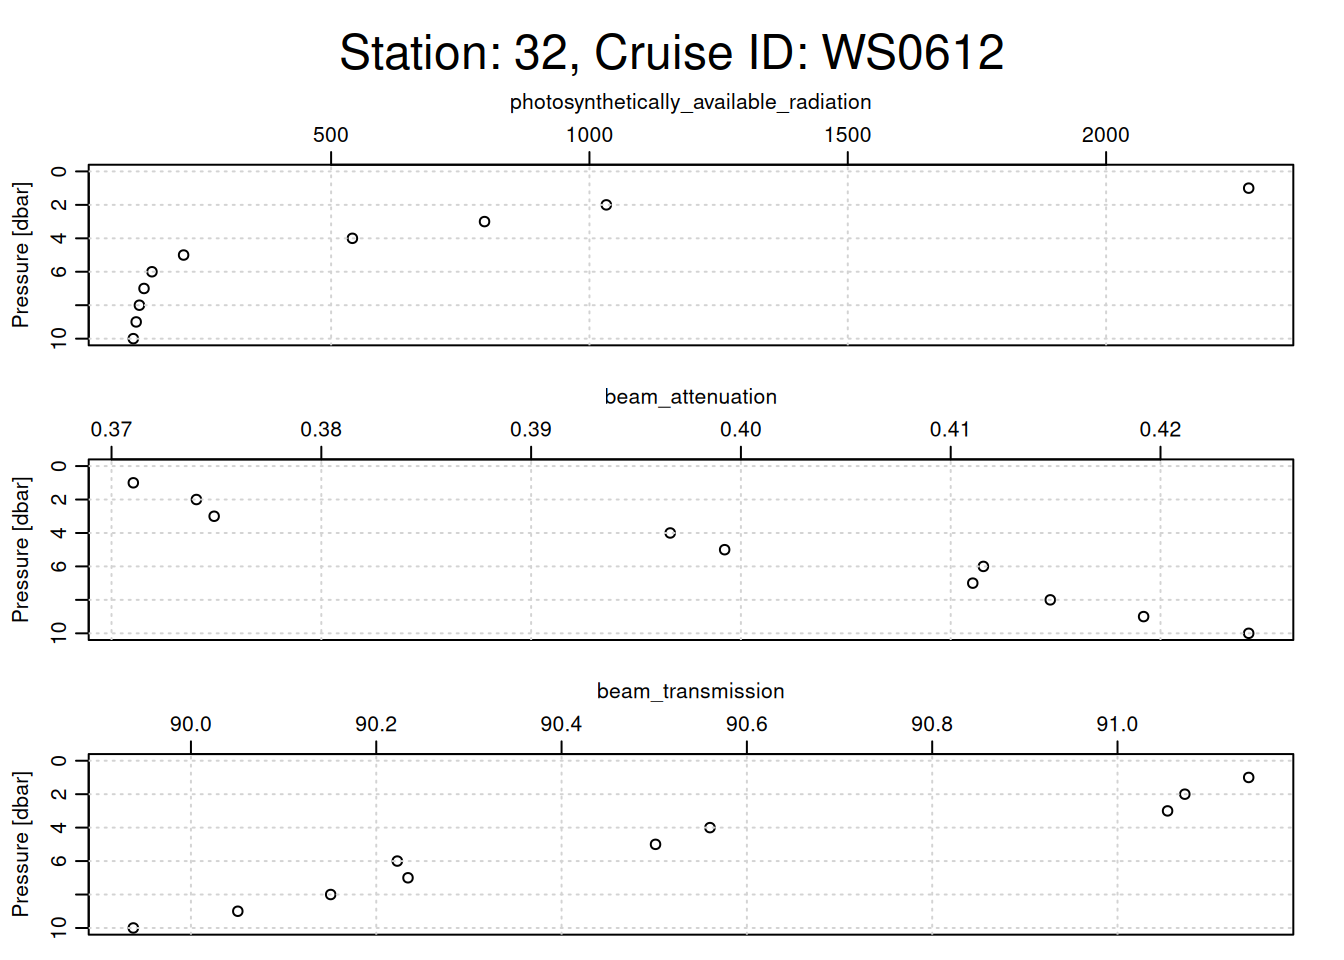 Station: 32, Cruise ID: WS0612
photosynthetically_available_radiation
500 1000 1500 2000
Pressure [dbar]
0
2
4
6
10
beam_attenuation
0.37 0.38 0.39 0.40 0.41 0.42
Pressure [dbar]
0
2
4
6
10
beam_transmission
90.0 90.2 90.4 90.6 90.8 91.0
Pressure [dbar]
0
2
4
6
10